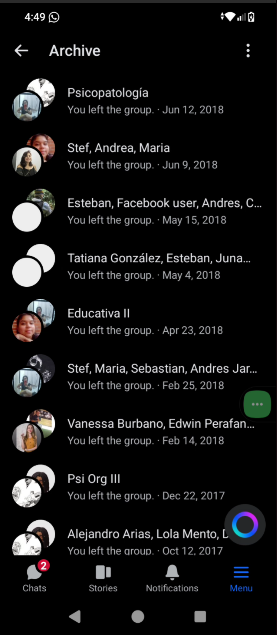 4:49
Archive
Psicopatología
You left the group. · Jun 12, 2018
Stef, Andrea, Maria
You left the group. · Jun 9, 2018
Esteban, Facebook user, Andres, C...
You left the group. · May 15, 2018
Tatiana González, Esteban, Juna...
You left the group. · May 4, 2018
Educativa II
You left the group. · Apr 23, 2018
Stef, Maria, Sebastian, Andres Jar...
You left the group. · Feb 25, 2018
Vanessa Burbano, Edwin Perafan...
You left the group. · Feb 14, 2018
Psi Org III
You left the group. · Dec 22, 2017
Alejandro Arias, Lola Mento,
You left the group. · Oct 12, 2017
2
Chats Stories Notifications Menu